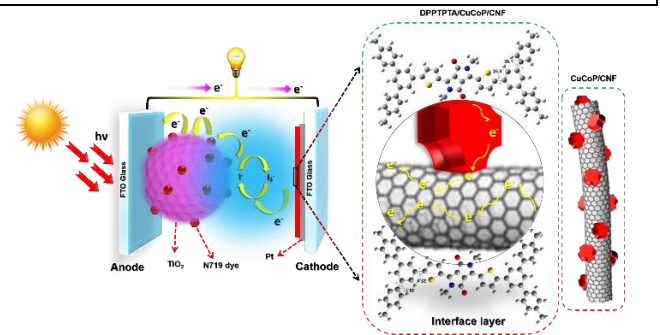 DPPTPTA/CuCoP/CNF
CuCoP/CNF
e⁻
e⁻
hν
e⁻
e⁻
e⁻
I⁻
I₃⁻
e⁻
FTO Glass
FTO Glass
Anode
TiO₂
N719 dye
Pt
Cathode
e⁻
e⁻
e⁻
e⁻
e⁻
e⁻
e⁻
Interface layer